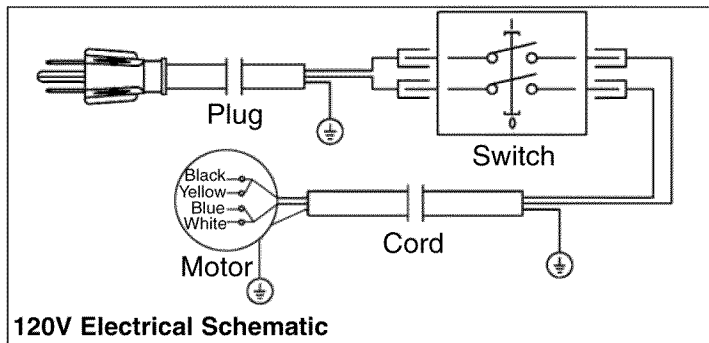 Plug
Switch
Black
Yellow
Blue
White
Motor
Cord
120V Electrical Schematic